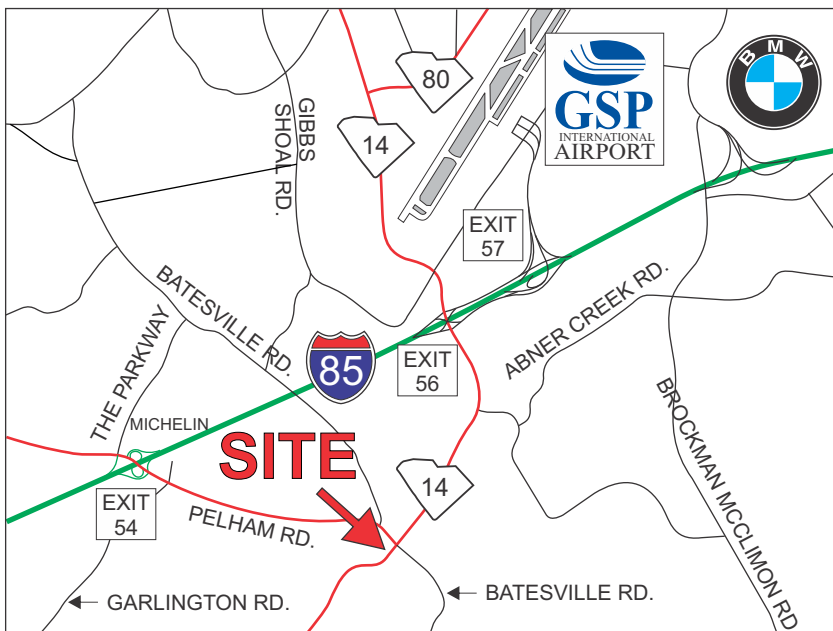 80
BMW
GSP
INTERNATIONAL
AIRPORT
14
GIBBS
SHOAL RD.
EXIT
57
BATESVILLE RD.
ABNER CREEK RD.
85
EXIT
56
THE PARKWAY
MICHELIN
BROCKMAN MCCLIMON RD
SITE
14
EXIT
54
PELHAM RD.
GARLINGTON RD.
BATESVILLE RD.